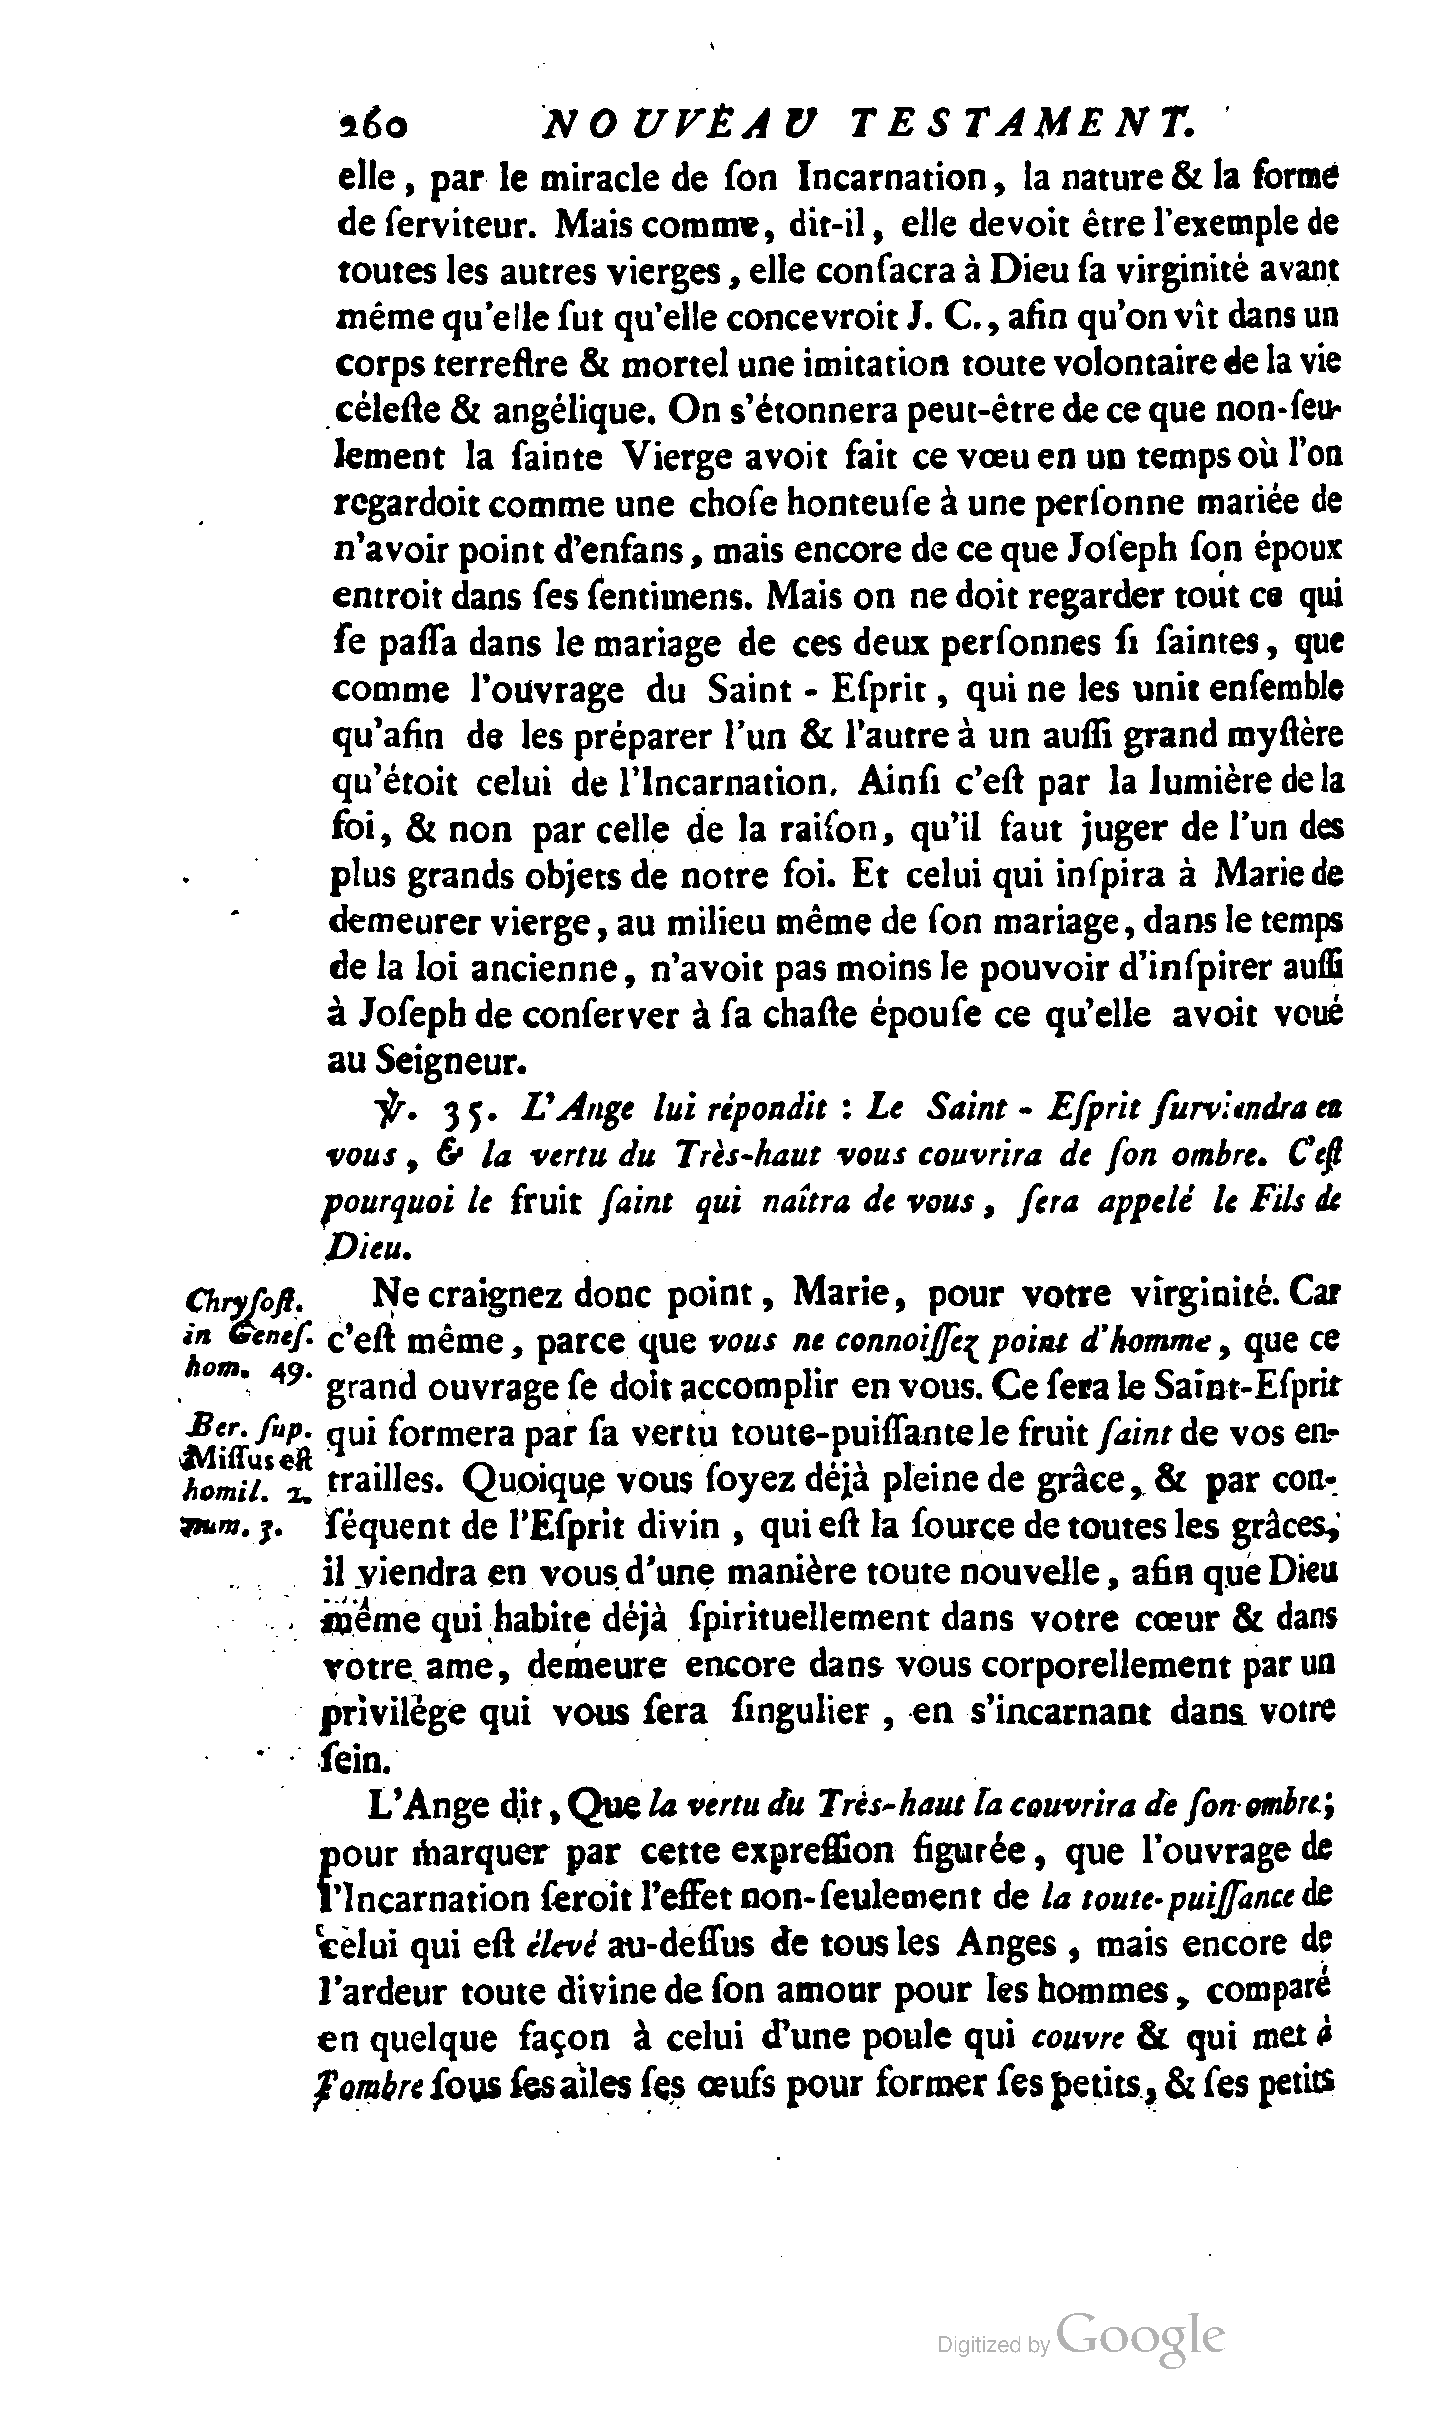 260 NOUVEAU TESTAMENT.
elle, par le miracle de ſon Incarnation, la nature & la forme
de ſerviteur. Mais comme, dit-il, elle devoit être l'exemple de
toutes les autres vierges, elle conſacra à Dieu ſa virginité avant
même qu'elle ſut qu'elle concevroit J. C., afin qu'on vît dans un
corps terreſtre & mortel une imitation toute volontaire de la vie
céleſte & angélique. On s'étonnera peut-être de ce que non-ſeu-
lement la ſainte Vierge avoit fait ce vœu en un temps où l'on
regardoit comme une choſe honteuſe à une perſonne mariée de
n'avoir point d'enfans, mais encore de ce que Joſeph ſon époux
entroit dans ſes ſentimens. Mais on ne doit regarder tout ce qui
ſe paſſa dans le mariage de ces deux perſonnes ſi ſaintes, que
comme l'ouvrage du Saint-Eſprit, qui ne les unit enſemble
qu'afin de les préparer l'un & l'autre à un auſſi grand myſtère
qu'étoit celui de l'Incarnation. Ainſi c'eſt par la lumière de la
foi, & non par celle de la raiſon, qu'il faut juger de l'un des
plus grands objets de notre foi. Et celui qui inſpira à Marie de
demeurer vierge, au milieu même de ſon mariage, dans le temps
de la loi ancienne, n'avoit pas moins le pouvoir d'inſpirer auſſi
à Joſeph de conſerver à ſa chaſte épouſe ce qu'elle avoit voué
au Seigneur.
℣. 35. L'Ange lui répondit : Le Saint-Eſprit ſurviendra en
vous, & la vertu du Très-haut vous couvrira de ſon ombre. C'eſt
pourquoi le fruit ſaint qui naîtra de vous, ſera appelé le Fils de
Dieu.
Chryſoſt.
in Geneſ.
hom. 49.
Ber. ſup.
Miſſus eſt
homil. 2.
num. 3.
Ne craignez donc point, Marie, pour votre virginité. Car
c'eſt même, parce que vous ne connoiſſez point d'homme, que ce
grand ouvrage ſe doit accomplir en vous. Ce ſera le Saint-Eſprit
qui formera par ſa vertu toute-puiſſante le fruit ſaint de vos en-
trailles. Quoique vous ſoyez déjà pleine de grâce, & par con-
ſéquent de l'Eſprit divin, qui eſt la ſource de toutes les grâces,
il viendra en vous d'une manière toute nouvelle, afin que Dieu
même qui habite déjà ſpirituellement dans votre cœur & dans
votre ame, demeure encore dans vous corporellement par un
privilège qui vous ſera ſingulier, en s'incarnant dans votre
ſein.
L'Ange dit, Que la vertu du Très-haut la couvrira de ſon ombre;
pour marquer par cette expreſſion figurée, que l'ouvrage de
l'Incarnation ſeroit l'effet non-ſeulement de la toute-puiſſance de
celui qui eſt élevé au-deſſus de tous les Anges, mais encore de
l'ardeur toute divine de ſon amour pour les hommes, comparé
en quelque façon à celui d'une poule qui couvre & qui met à
l'ombre ſous ſes ailes ſes œufs pour former ſes petits, & ſes petits
Digitized by Google